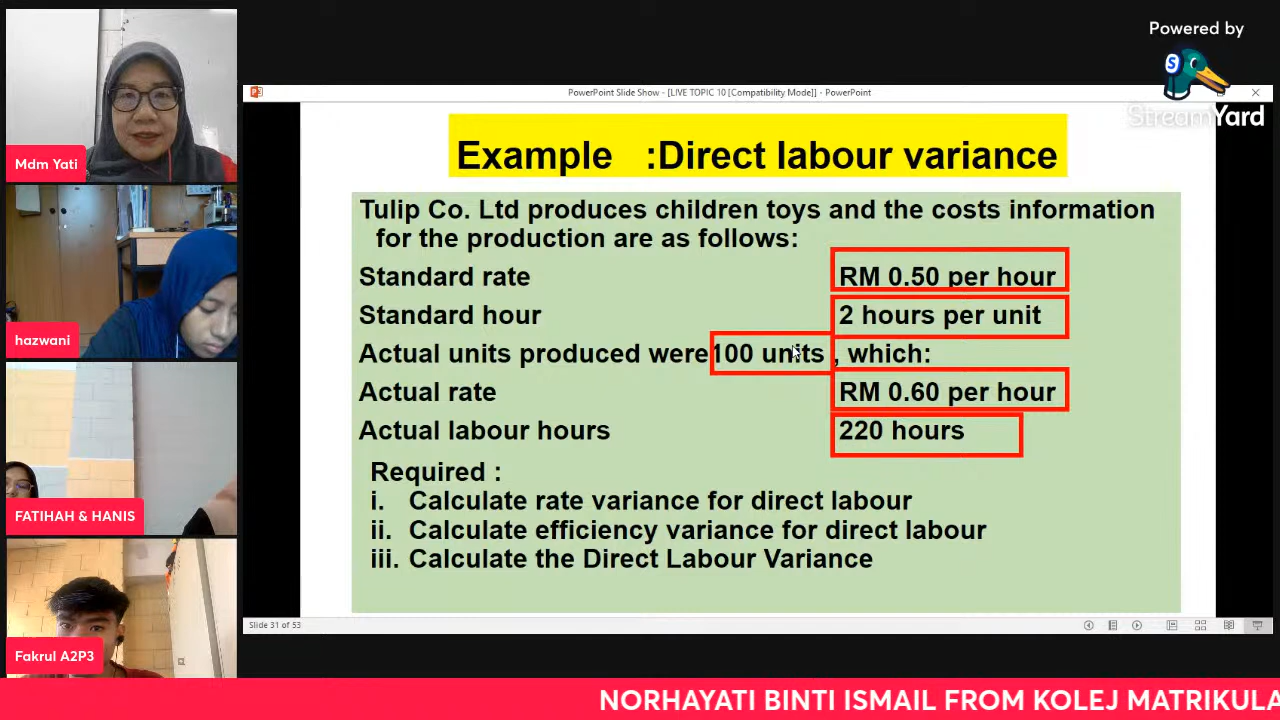 Powered by
StreamYard
PowerPoint Slide Show - [LIVE TOPIC 10 [Compatibility Mode]] - PowerPoint
Mdm Yati
hazwani
FATIHAH & HANIS
Fakrul A2P3
Example :Direct labour variance
Tulip Co. Ltd produces children toys and the costs information
for the production are as follows:
Standard rate RM 0.50 per hour
Standard hour 2 hours per unit
Actual units produced were 100 units , which:
Actual rate RM 0.60 per hour
Actual labour hours 220 hours
Required :
i. Calculate rate variance for direct labour
ii. Calculate efficiency variance for direct labour
iii. Calculate the Direct Labour Variance
Slide 31 of 53
NORHAYATI BINTI ISMAIL FROM KOLEJ MATRIKULA